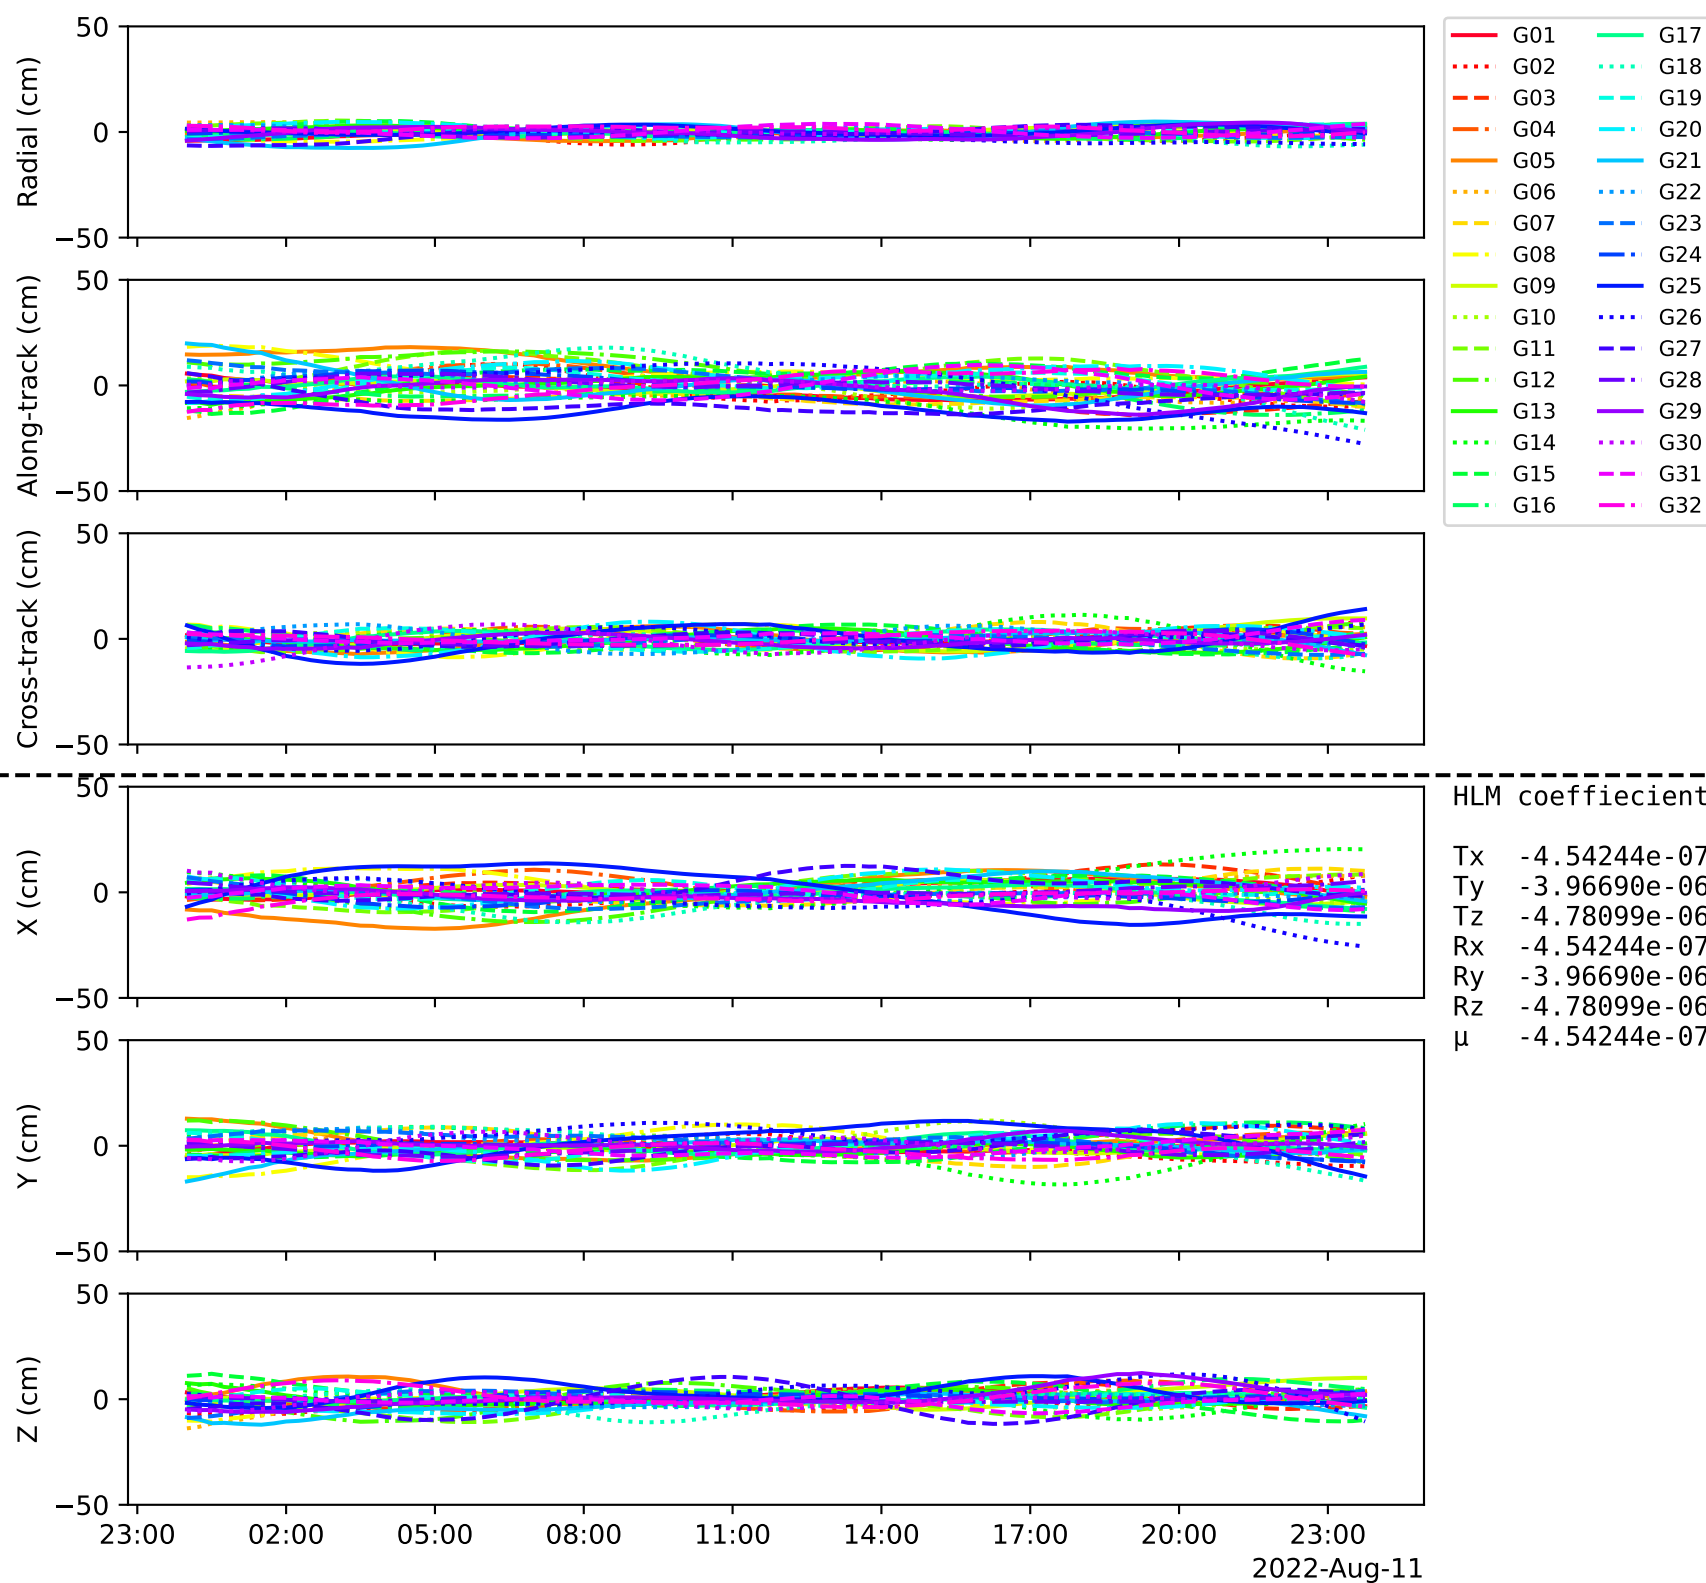 50
0
−50
Radial (cm)
50
0
−50
Along-track (cm)
50
0
−50
Cross-track (cm)
50
0
−50
X (cm)
50
0
−50
Y (cm)
50
0
−50
Z (cm)
23:00 02:00 05:00 08:00 11:00 14:00 17:00 20:00 23:00
2022-Aug-11
G01 G17
G02 G18
G03 G19
G04 G20
G05 G21
G06 G22
G07 G23
G08 G24
G09 G25
G10 G26
G11 G27
G12 G28
G13 G29
G14 G30
G15 G31
G16 G32
HLM coeffiecient
Tx -4.54244e-07
Ty -3.96690e-06
Tz -4.78099e-06
Rx -4.54244e-07
Ry -3.96690e-06
Rz -4.78099e-06
μ -4.54244e-07